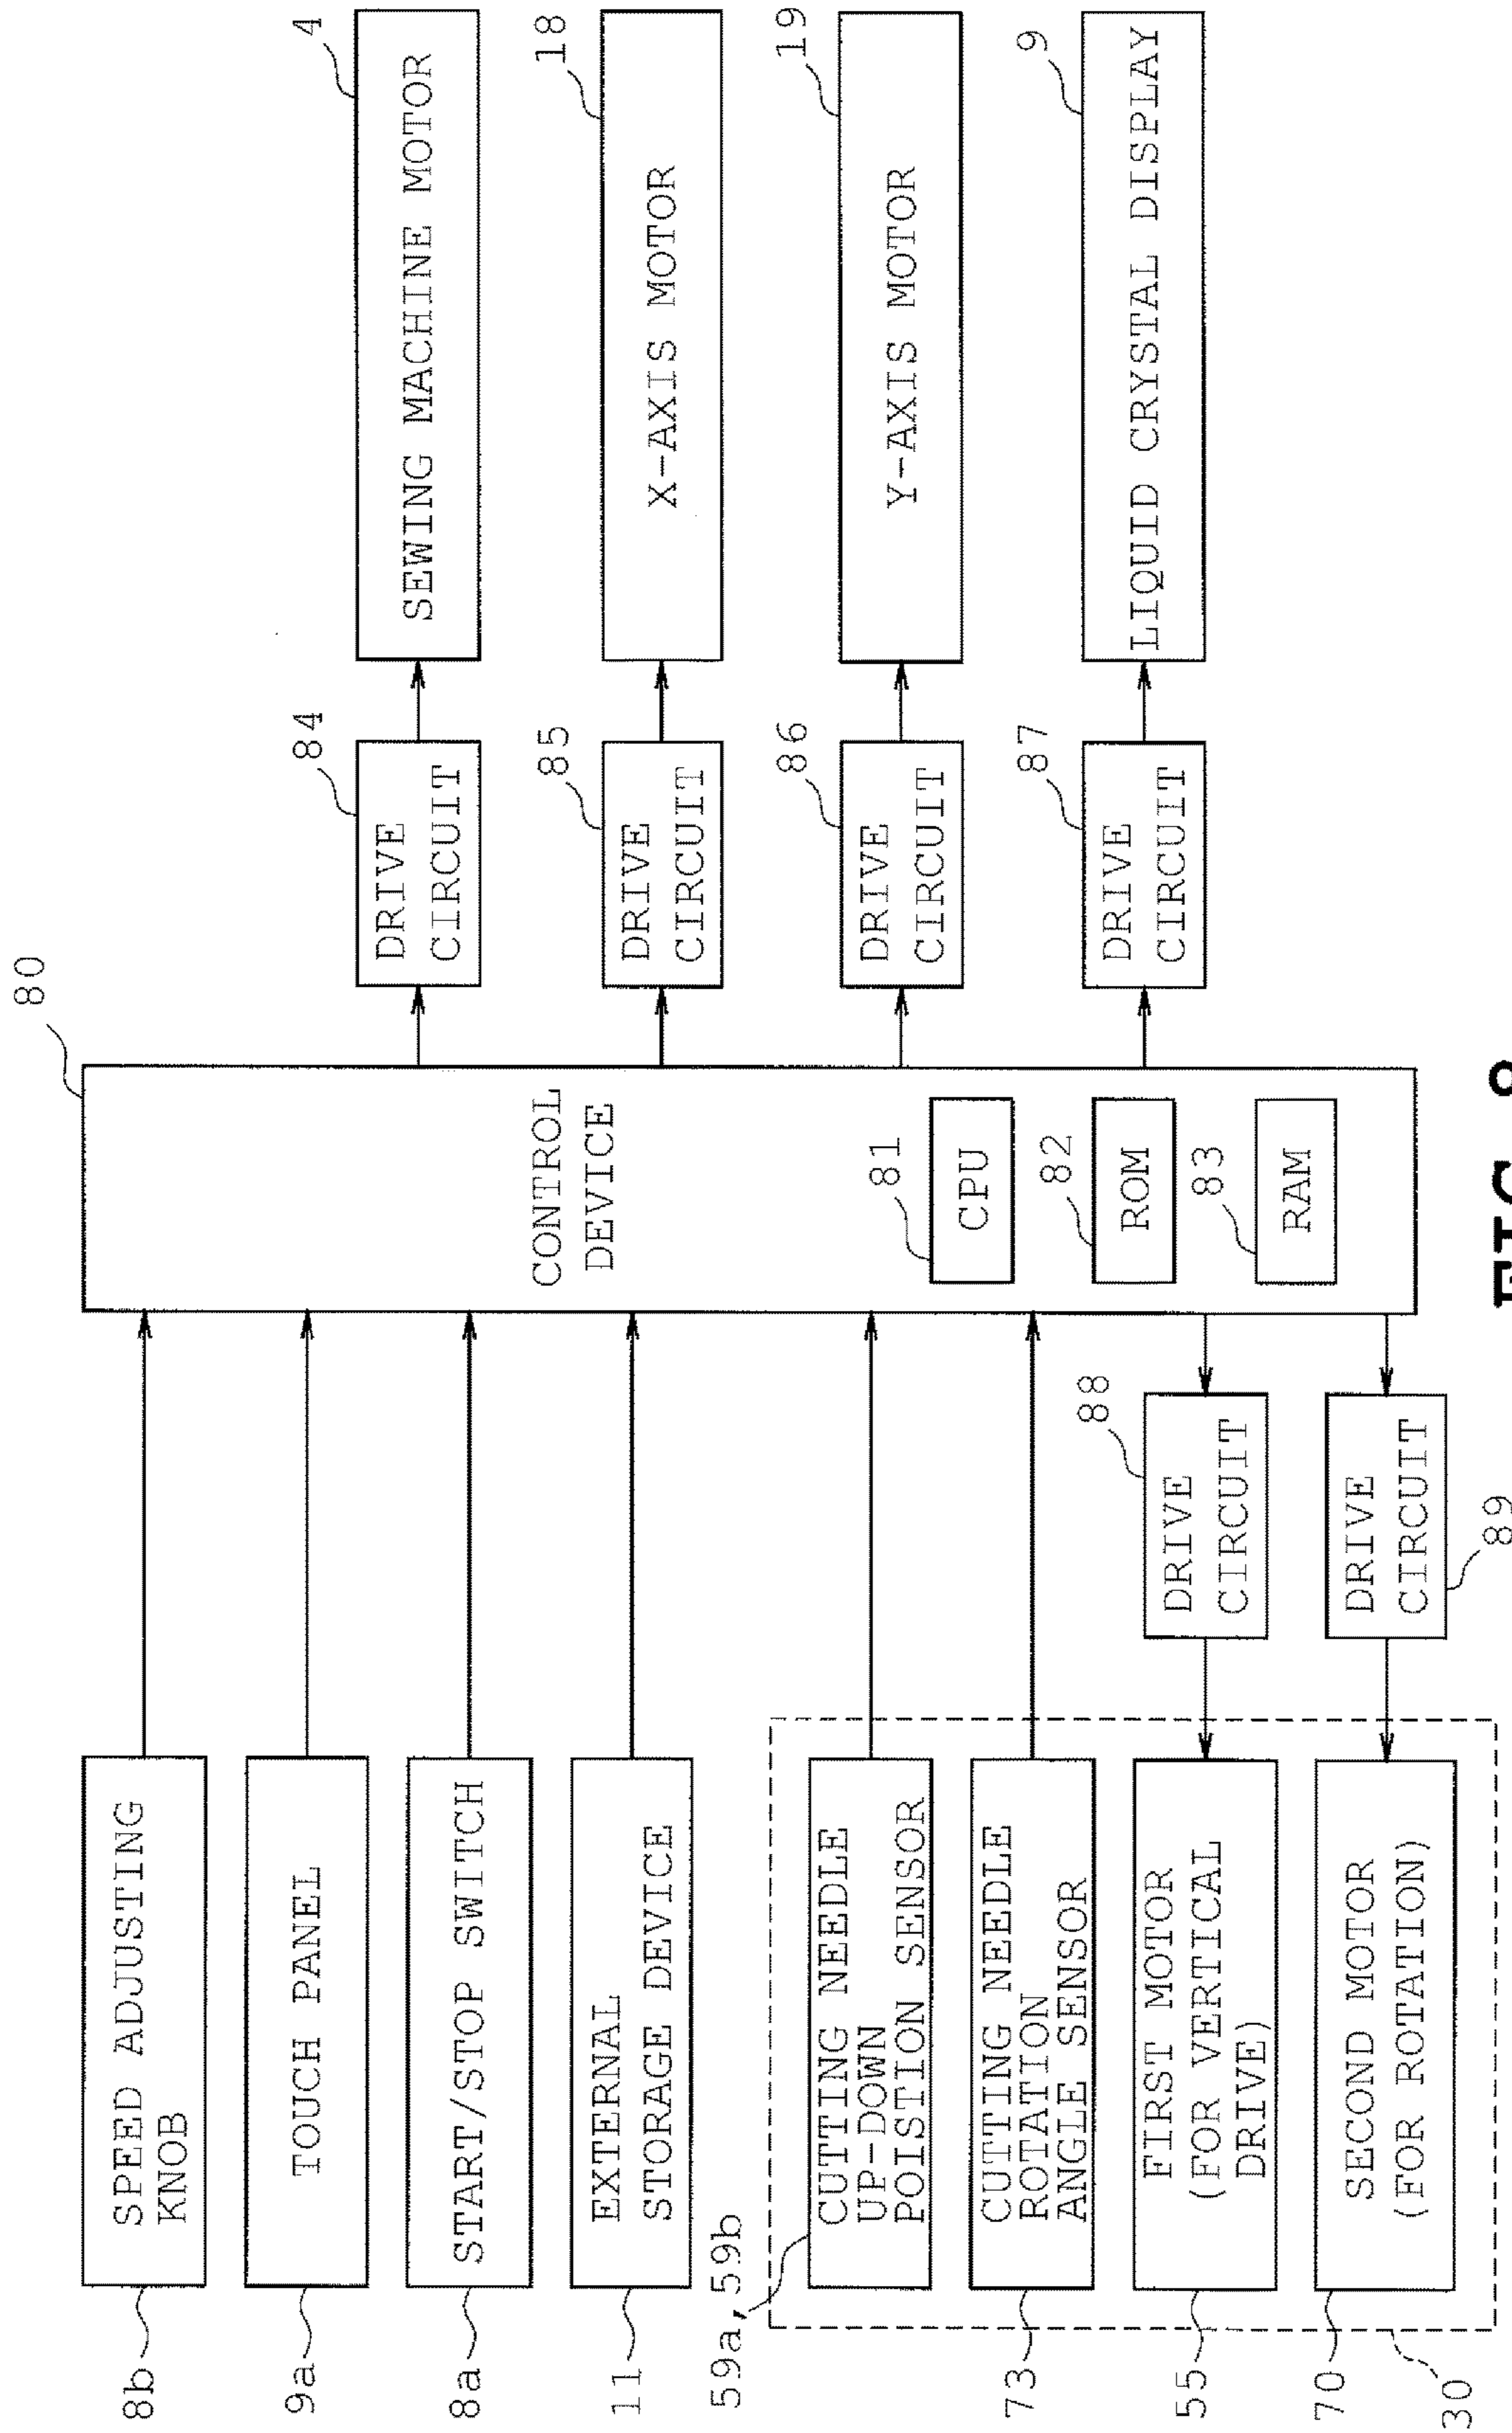 80
8b
SPEED ADJUSTING
KNOB
9a
TOUCH PANEL
8a
START/STOP SWITCH
11
EXTERNAL
STORAGE DEVICE
59a, 59b
CUTTING NEEDLE
UP-DOWN
POISTION SENSOR
73
CUTTING NEEDLE
ROTATION
ANGLE SENSOR
55
FIRST MOTOR
(FOR VERTICAL
DRIVE)
70
SECOND MOTOR
(FOR ROTATION)
30
88
DRIVE
CIRCUIT
89
DRIVE
CIRCUIT
CONTROL
DEVICE
81
CPU
82
ROM
83
RAM
84
DRIVE
CIRCUIT
4
SEWING MACHINE MOTOR
85
DRIVE
CIRCUIT
18
X-AXIS MOTOR
86
DRIVE
CIRCUIT
19
Y-AXIS MOTOR
87
DRIVE
CIRCUIT
9
LIQUID CRYSTAL DISPLAY